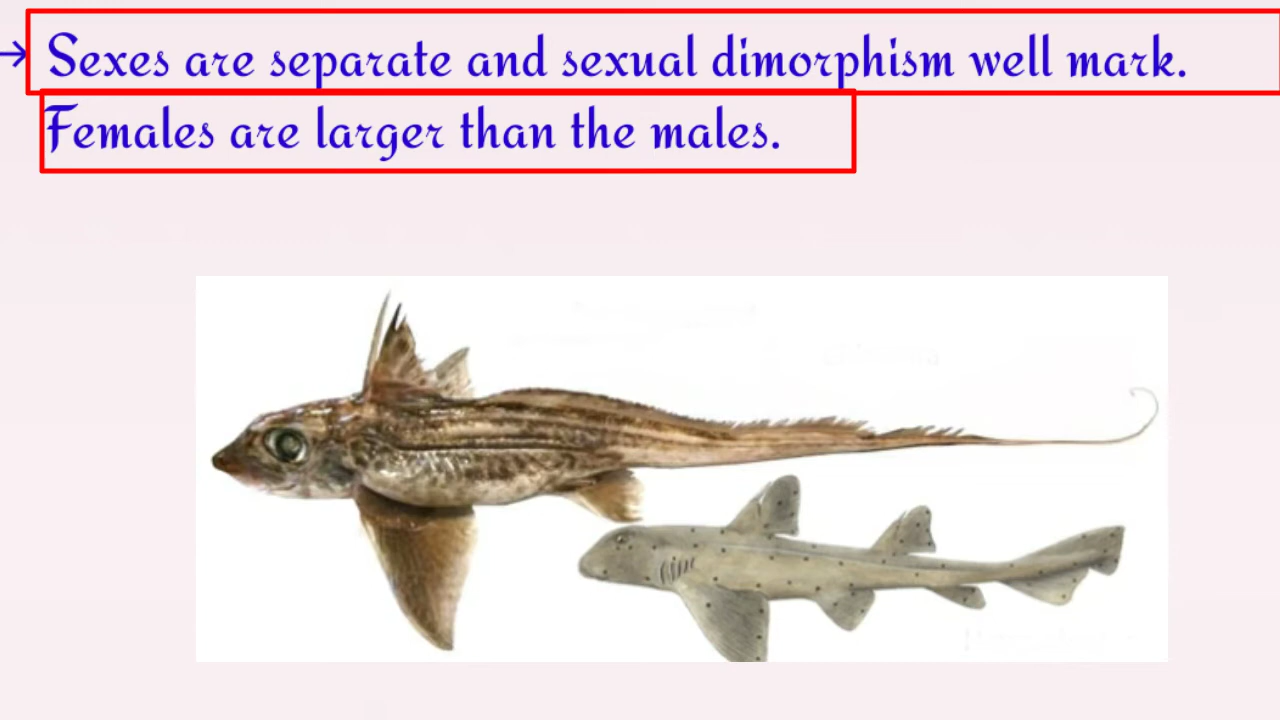 → Sexes are separate and sexual dimorphism well mark.
Females are larger than the males.